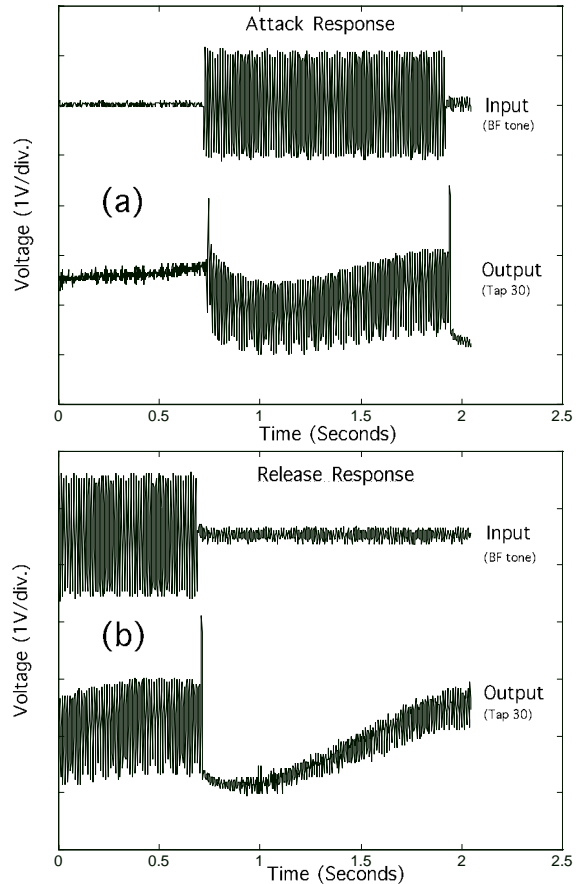 Attack Response
Input
(BF tone)
(a)
Output
(Tap 30)
Voltage (1V/div.)
0 0.5 1 1.5 2 2.5
Time (Seconds)
Release Response
Input
(BF tone)
(b)
Output
(Tap 30)
Voltage (1V/div.)
0 0.5 1 1.5 2 2.5
Time (Seconds)